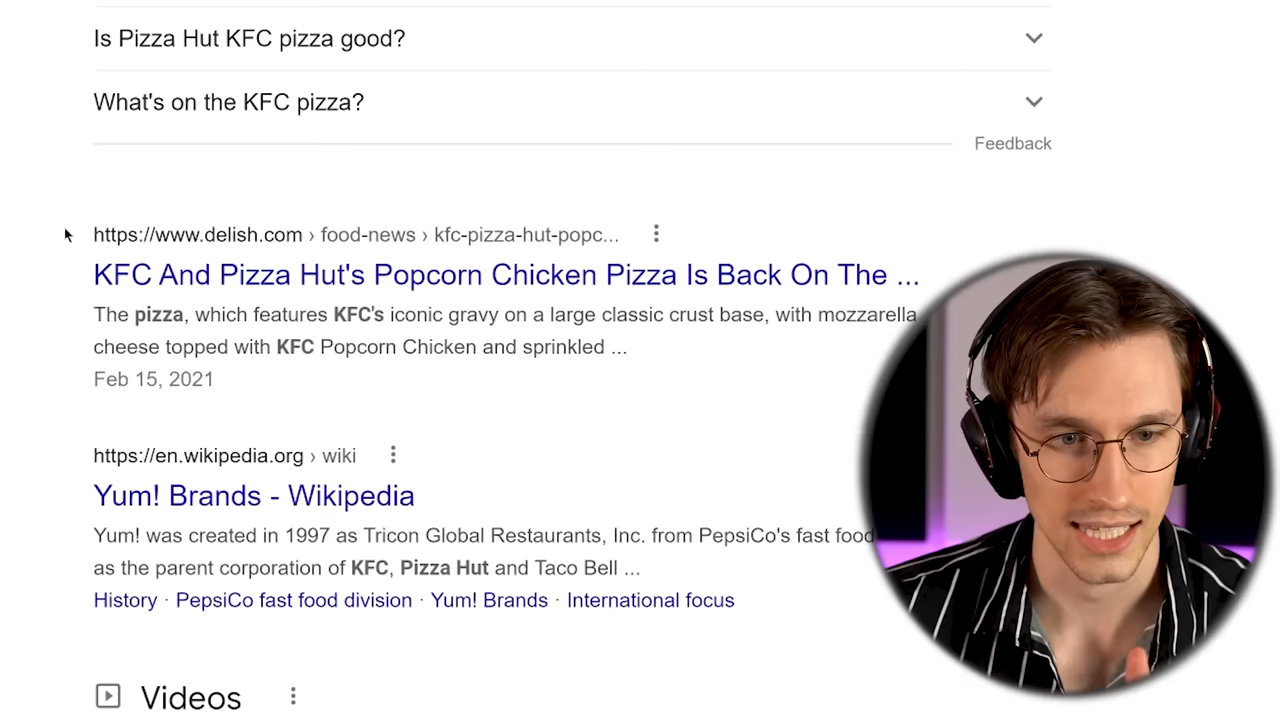 Is Pizza Hut KFC pizza good?
What's on the KFC pizza?
Feedback
https://www.delish.com › food-news › kfc-pizza-hut-popc...
KFC And Pizza Hut's Popcorn Chicken Pizza Is Back On The ...
The pizza, which features KFC's iconic gravy on a large classic crust base, with mozzarella
cheese topped with KFC Popcorn Chicken and sprinkled ...
Feb 15, 2021
https://en.wikipedia.org › wiki
Yum! Brands - Wikipedia
Yum! was created in 1997 as Tricon Global Restaurants, Inc. from PepsiCo's fast food
as the parent corporation of KFC, Pizza Hut and Taco Bell ...
History · PepsiCo fast food division · Yum! Brands · International focus
Videos